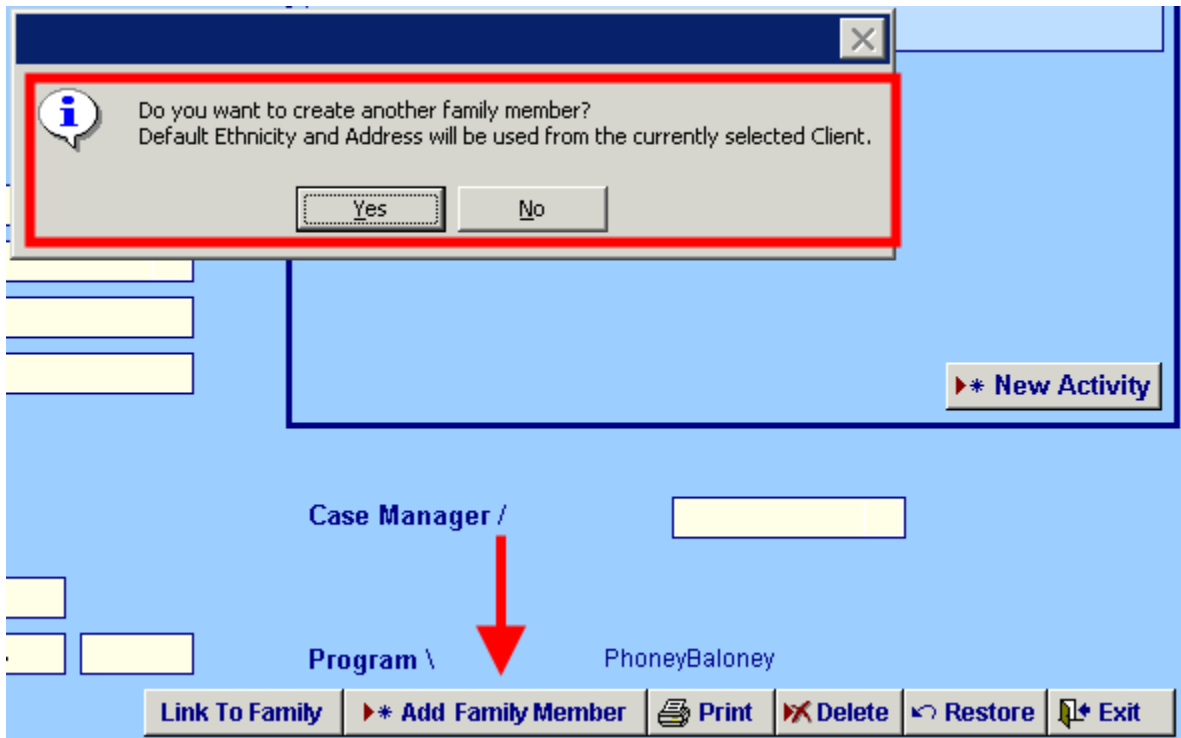 Do you want to create another family member?
Default Ethnicity and Address will be used from the currently selected Client.
Yes No
* New Activity
Case Manager /
Program \ PhoneyBaloney
Link To Family * Add Family Member Print Delete Restore Exit